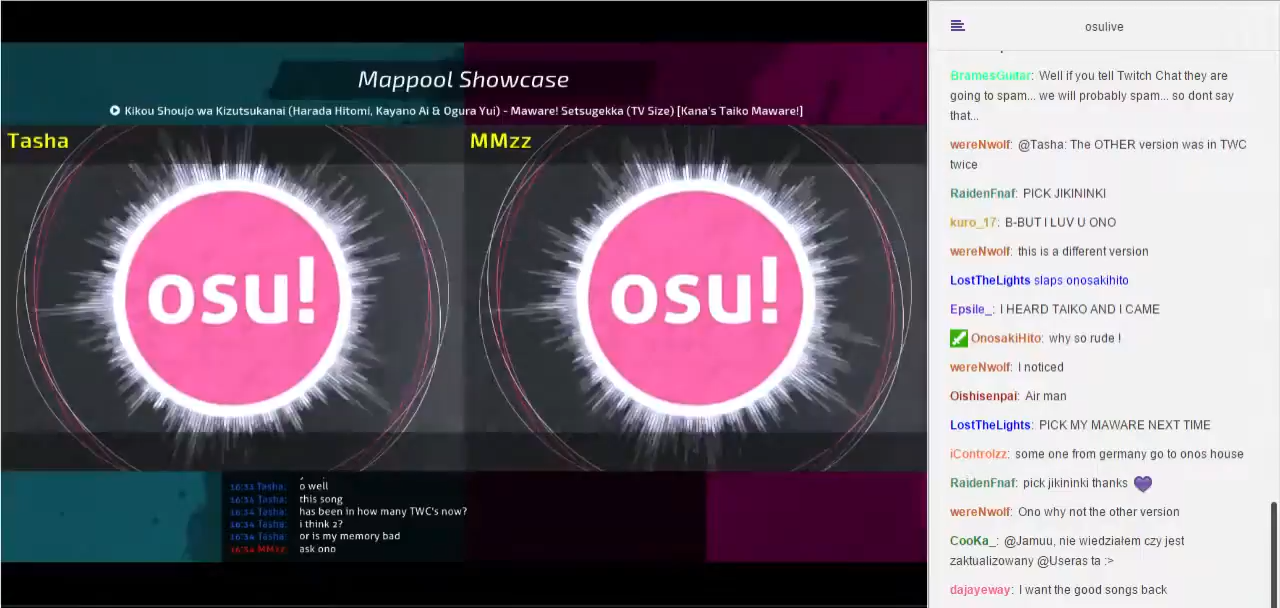 Mappool Showcase
Kikou Shoujo wa Kizutsukanai (Harada Hitomi, Kayano Ai & Ogura Yui) - Maware! Setsugekka (TV Size) [Kana's Taiko Maware!]
Tasha
MMzz
osu!
osu!
16:34 Tasha: o well
16:34 Tasha: this song
16:34 Tasha: has been in how many TWC's now?
16:34 Tasha: i think 2?
16:34 Tasha: or is my memory bad
16:34 MMzz: ask ono
osulive
BramesGuitar: Well if you tell Twitch Chat they are
going to spam... we will probably spam... so dont say
that...
wereNwolf: @Tasha: The OTHER version was in TWC
twice
RaidenFnaf: PICK JIKININKI
kuro_17: B-BUT I LUV U ONO
wereNwolf: this is a different version
LostTheLights slaps onosakihito
Epsile_: I HEARD TAIKO AND I CAME
OnosakiHito: why so rude !
wereNwolf: I noticed
Oishisenpai: Air man
LostTheLights: PICK MY MAWARE NEXT TIME
iControlzz: some one from germany go to onos house
RaidenFnaf: pick jikininki thanks
wereNwolf: Ono why not the other version
CooKa_: @Jamuu, nie wiedziałem czy jest
zaktualizowany @Useras ta :>
dajayeway: I want the good songs back